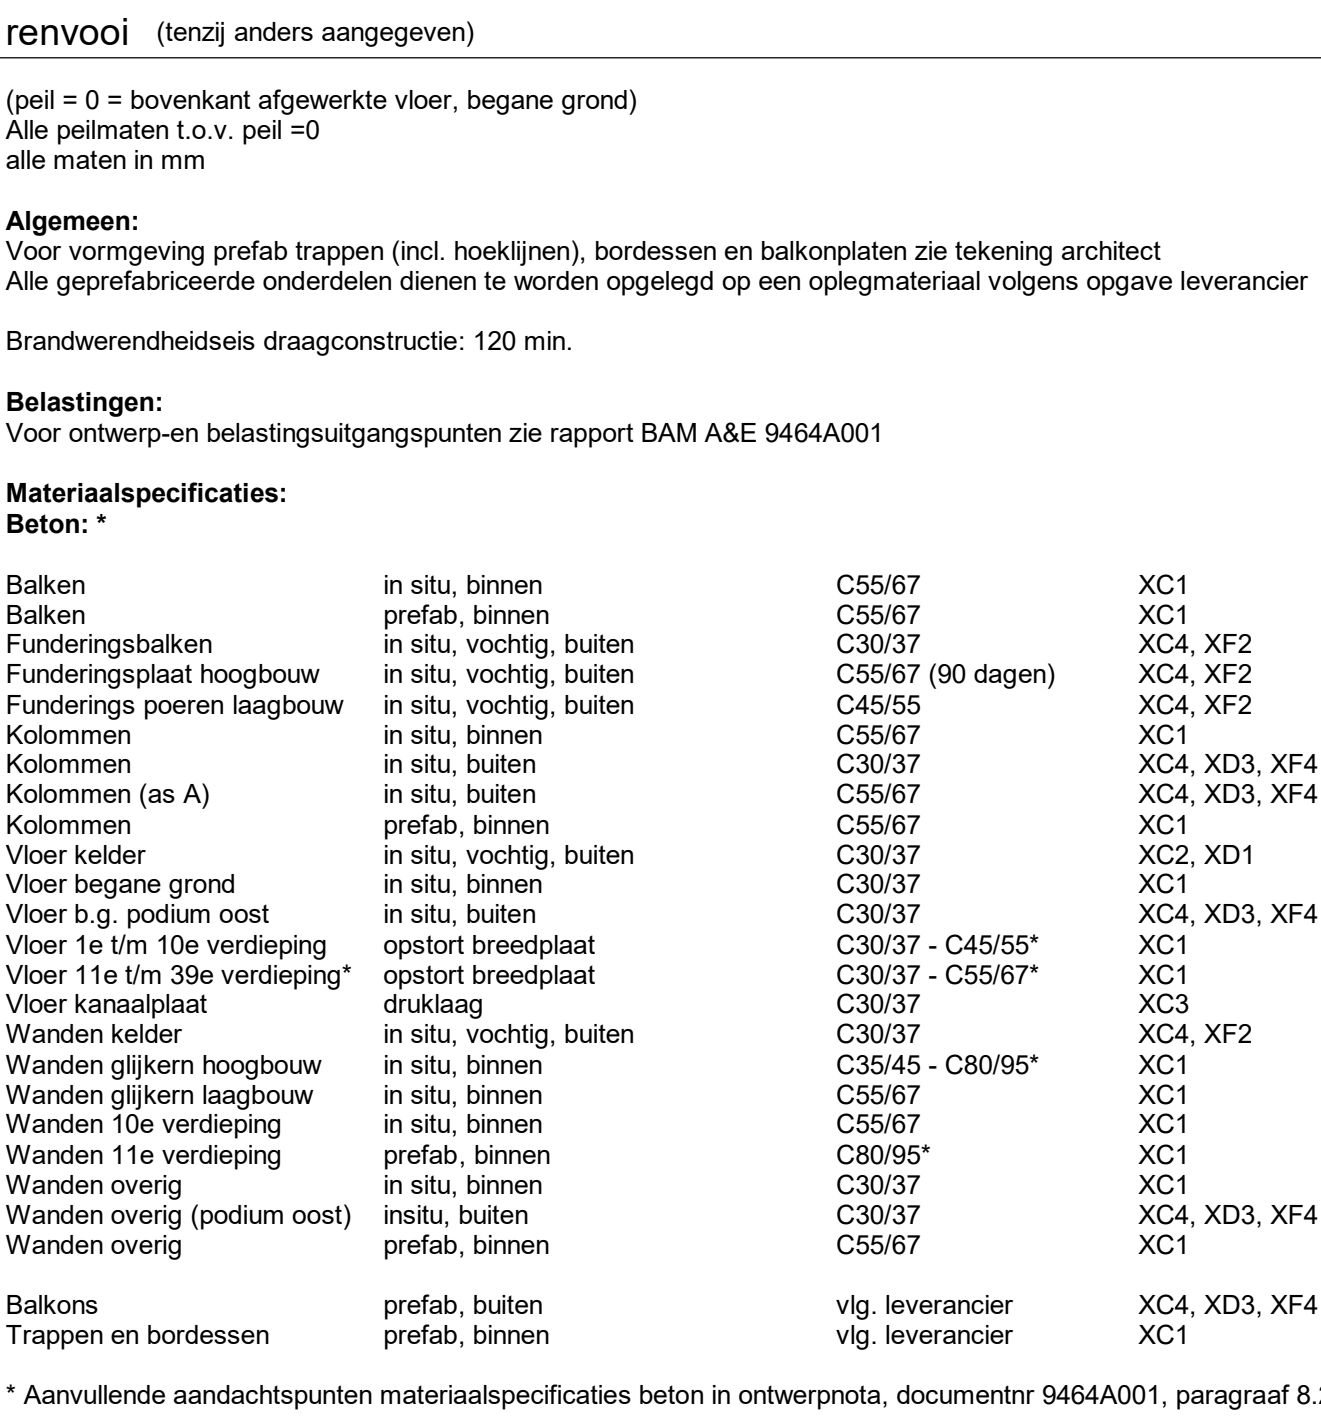 renvooi (tenzij anders aangegeven)
(peil = 0 = bovenkant afgewerkte vloer, begane grond)
Alle peilmaten t.o.v. peil =0
alle maten in mm
Algemeen:
Voor vormgeving prefab trappen (incl. hoeklijnen), bordessen en balkonplaten zie tekening architect
Alle geprefabriceerde onderdelen dienen te worden opgelegd op een oplegmateriaal volgens opgave leverancier
Brandwerendheidseis draagconstructie: 120 min.
Belastingen:
Voor ontwerp-en belastingsuitgangspunten zie rapport BAM A&E 9464A001
Materiaalspecificaties:
Beton: *
Balken in situ, binnen C55/67 XC1
Balken prefab, binnen C55/67 XC1
Funderingsbalken in situ, vochtig, buiten C30/37 XC4, XF2
Funderingsplaat hoogbouw in situ, vochtig, buiten C55/67 (90 dagen) XC4, XF2
Funderings poeren laagbouw in situ, vochtig, buiten C45/55 XC4, XF2
Kolommen in situ, binnen C55/67 XC1
Kolommen in situ, buiten C30/37 XC4, XD3, XF4
Kolommen (as A) in situ, buiten C55/67 XC4, XD3, XF4
Kolommen prefab, binnen C55/67 XC1
Vloer kelder in situ, vochtig, buiten C30/37 XC2, XD1
Vloer begane grond in situ, binnen C30/37 XC1
Vloer b.g. podium oost in situ, buiten C30/37 XC4, XD3, XF4
Vloer 1e t/m 10e verdieping opstort breedplaat C30/37 - C45/55* XC1
Vloer 11e t/m 39e verdieping* opstort breedplaat C30/37 - C55/67* XC1
Vloer kanaalplaat druklaag C30/37 XC3
Wanden kelder in situ, vochtig, buiten C30/37 XC4, XF2
Wanden glijkern hoogbouw in situ, binnen C35/45 - C80/95* XC1
Wanden glijkern laagbouw in situ, binnen C55/67 XC1
Wanden 10e verdieping in situ, binnen C55/67 XC1
Wanden 11e verdieping prefab, binnen C80/95* XC1
Wanden overig in situ, binnen C30/37 XC1
Wanden overig (podium oost) insitu, buiten C30/37 XC4, XD3, XF4
Wanden overig prefab, binnen C55/67 XC1
Balkons prefab, buiten vlg. leverancier XC4, XD3, XF4
Trappen en bordessen prefab, binnen vlg. leverancier XC1
* Aanvullende aandachtspunten materiaalspecificaties beton in ontwerpnota, documentnr 9464A001, paragraaf 8.